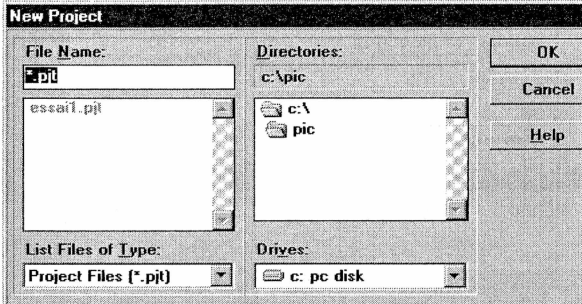 New Project
File Name:
*.pjt
essai1.pjt
List Files of Type:
Project Files (*.pjt)
Directories:
c:\pic
c:\
pic
Drives:
c: pc disk
OK
Cancel
Help